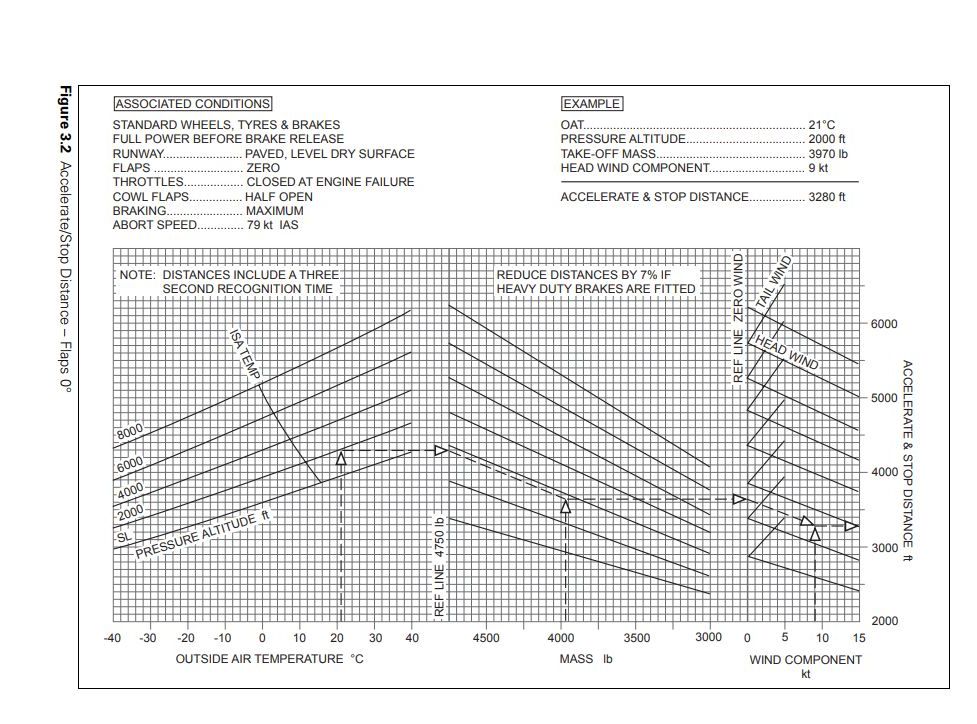 Figure 3.2 Accelerate/Stop Distance – Flaps 0°
ASSOCIATED CONDITIONS
STANDARD WHEELS, TYRES & BRAKES
FULL POWER BEFORE BRAKE RELEASE
RUNWAY....................... PAVED, LEVEL DRY SURFACE
FLAPS .......................... ZERO
THROTTLES................. CLOSED AT ENGINE FAILURE
COWL FLAPS............... HALF OPEN
BRAKING...................... MAXIMUM
ABORT SPEED............. 79 kt IAS
EXAMPLE
OAT................................................................ 21°C
PRESSURE ALTITUDE.................................. 2000 ft
TAKE-OFF MASS........................................... 3970 lb
HEAD WIND COMPONENT........................... 9 kt
ACCELERATE & STOP DISTANCE................ 3280 ft
NOTE: DISTANCES INCLUDE A THREE
SECOND RECOGNITION TIME
REDUCE DISTANCES BY 7% IF
HEAVY DUTY BRAKES ARE FITTED
ISA TEMP
8000
6000
4000
2000
SL
PRESSURE ALTITUDE ft
REF LINE 4750 lb
REF LINE ZERO WIND
TAIL WIND
HEAD WIND
6000
5000
4000
3000
2000
ACCELERATE & STOP DISTANCE ft
-40 -30 -20 -10 0 10 20 30 40 4500 4000 3500 3000 0 5 10 15
OUTSIDE AIR TEMPERATURE °C
MASS lb
WIND COMPONENT
kt